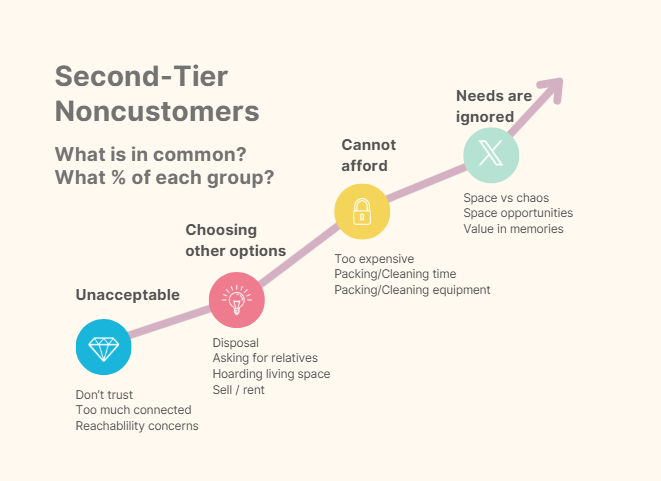 Second-Tier
Noncustomers
What is in common?
What % of each group?
Unacceptable
Don't trust
Too much connected
Reachablility concerns
Choosing
other options
Disposal
Asking for relatives
Hoarding living space
Sell / rent
Cannot
afford
Too expensive
Packing/Cleaning time
Packing/Cleaning equipment
Needs are
ignored
Space vs chaos
Space opportunities
Value in memories